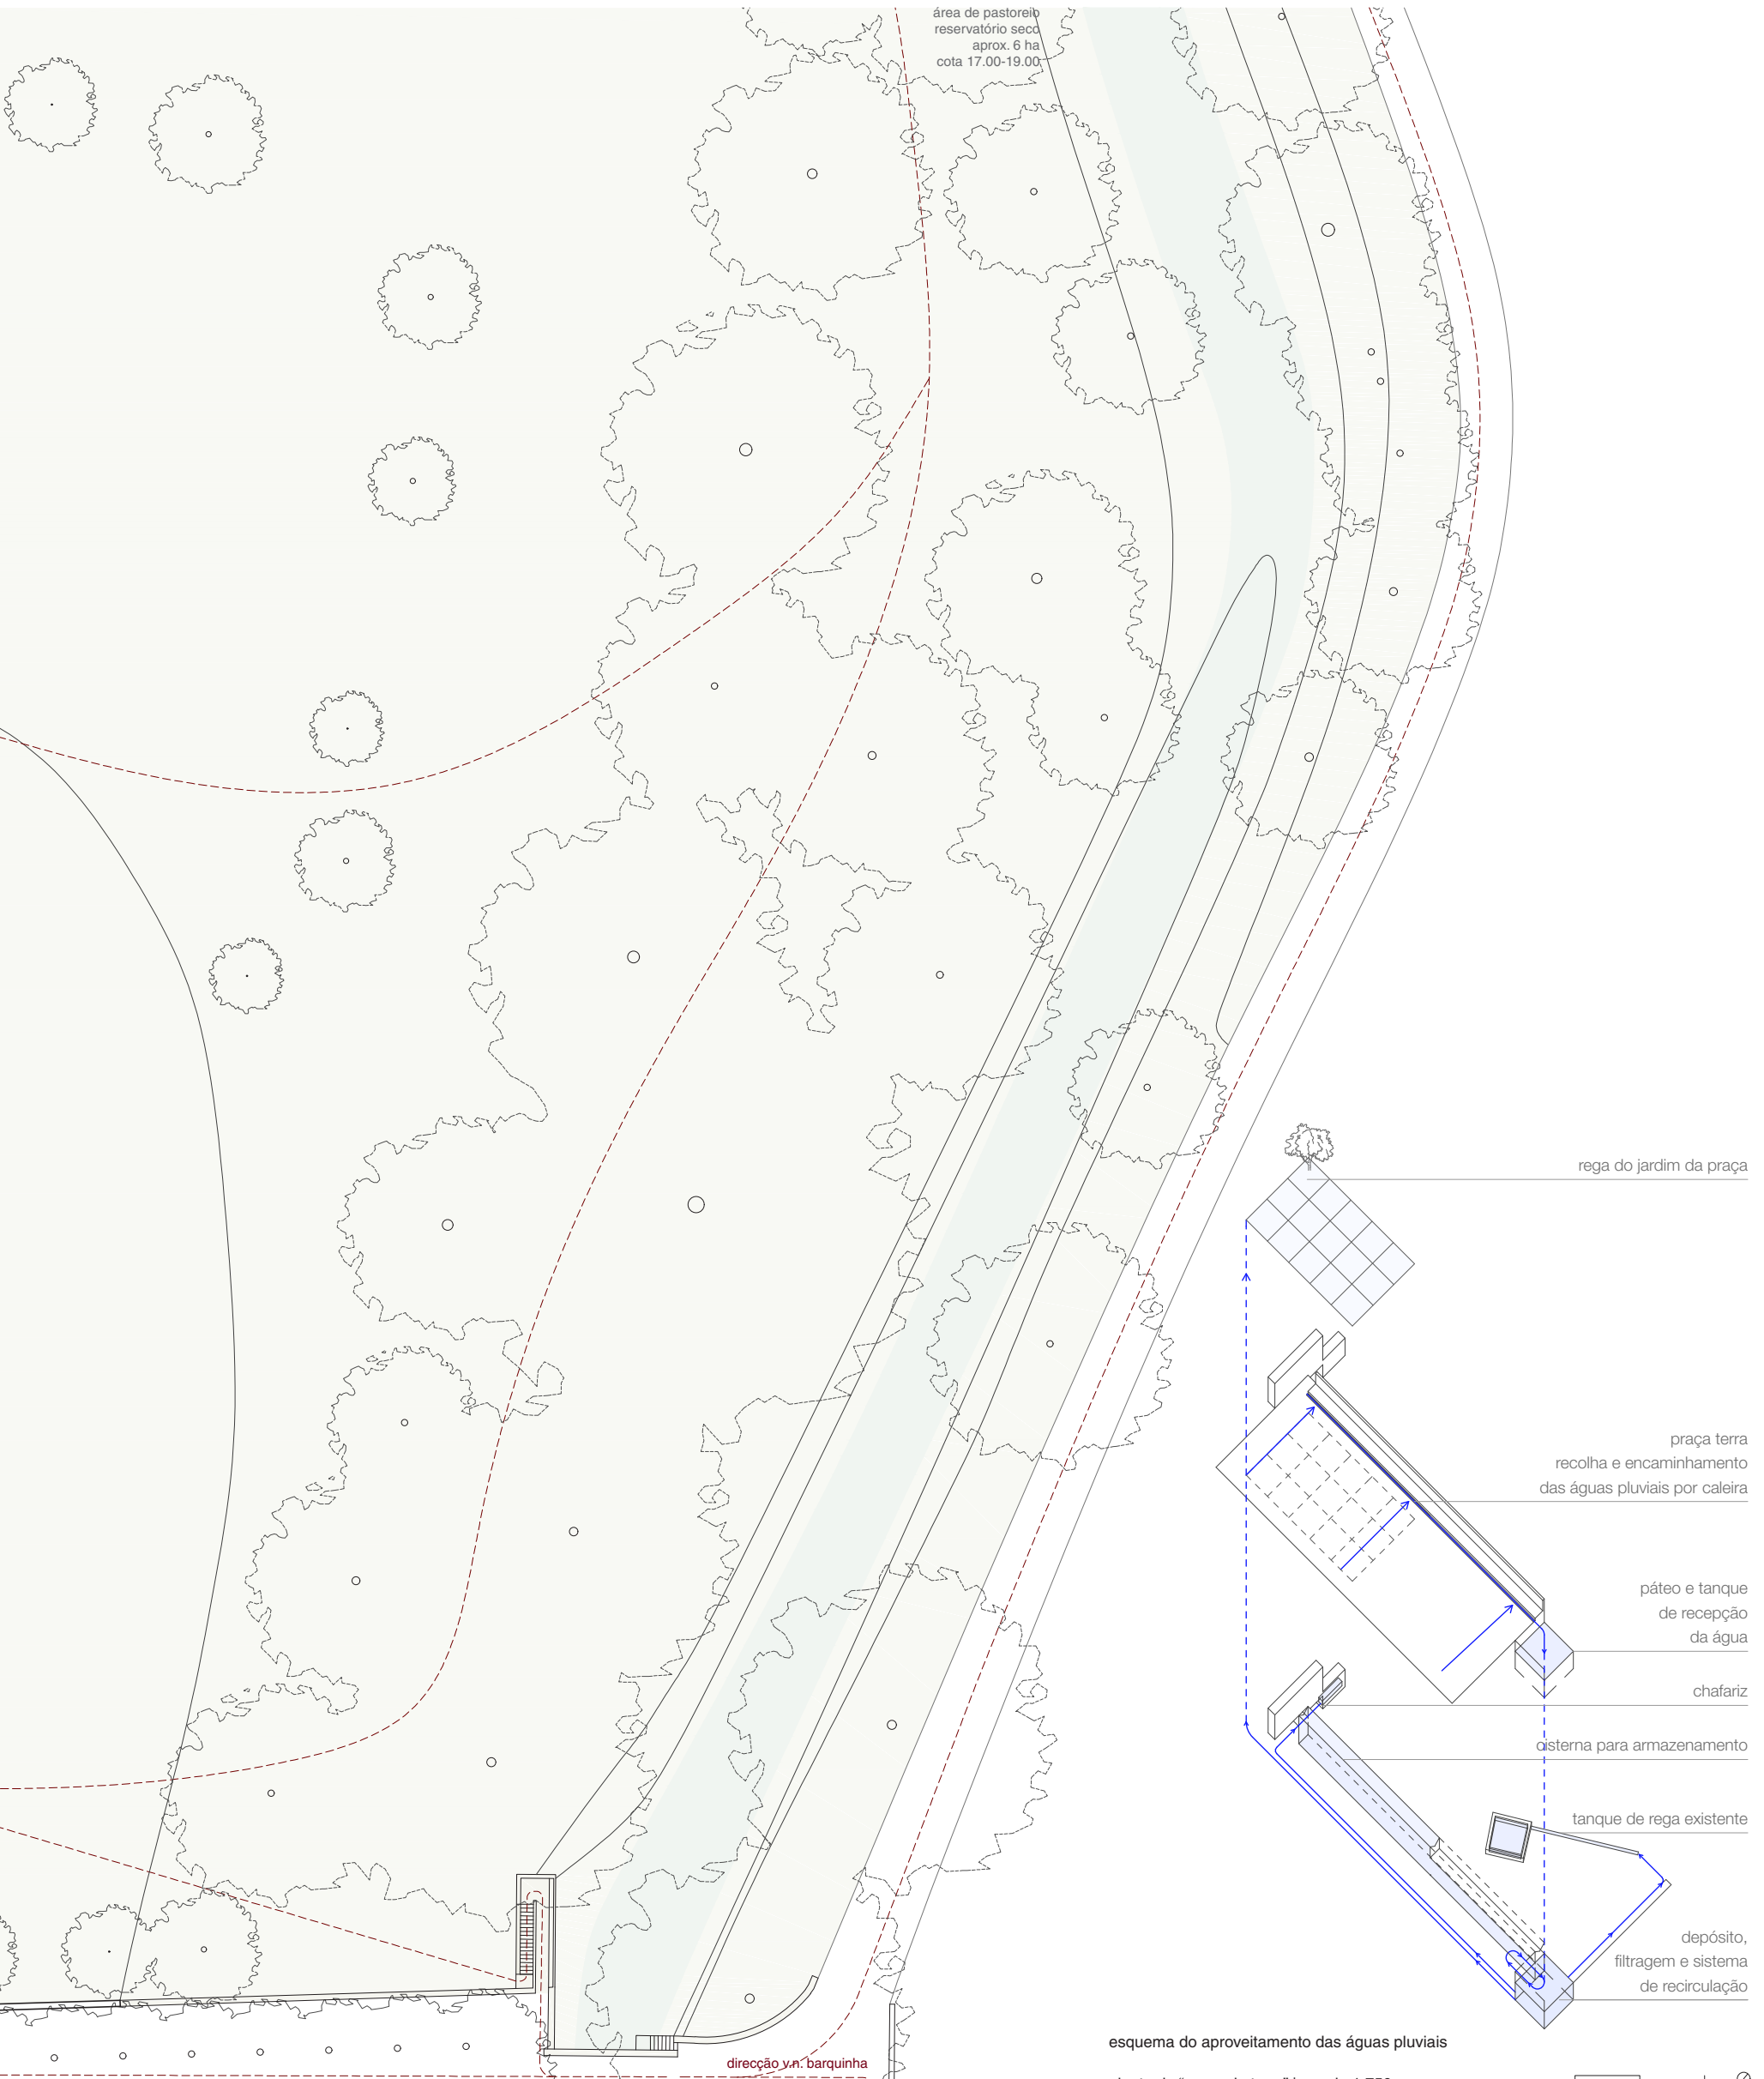 área de pastoreio
reservatório seco
aprox. 6 ha
cota 17.00-19.00
rega do jardim da praça
praça terra
recolha e encaminhamento
das águas pluviais por caleira
páteo e tanque
de recepção
da água
chafariz
cisterna para armazenamento
tanque de rega existente
depósito,
filtragem e sistema
de recirculação
esquema do aproveitamento das águas pluviais
direcção v.n. barquinha